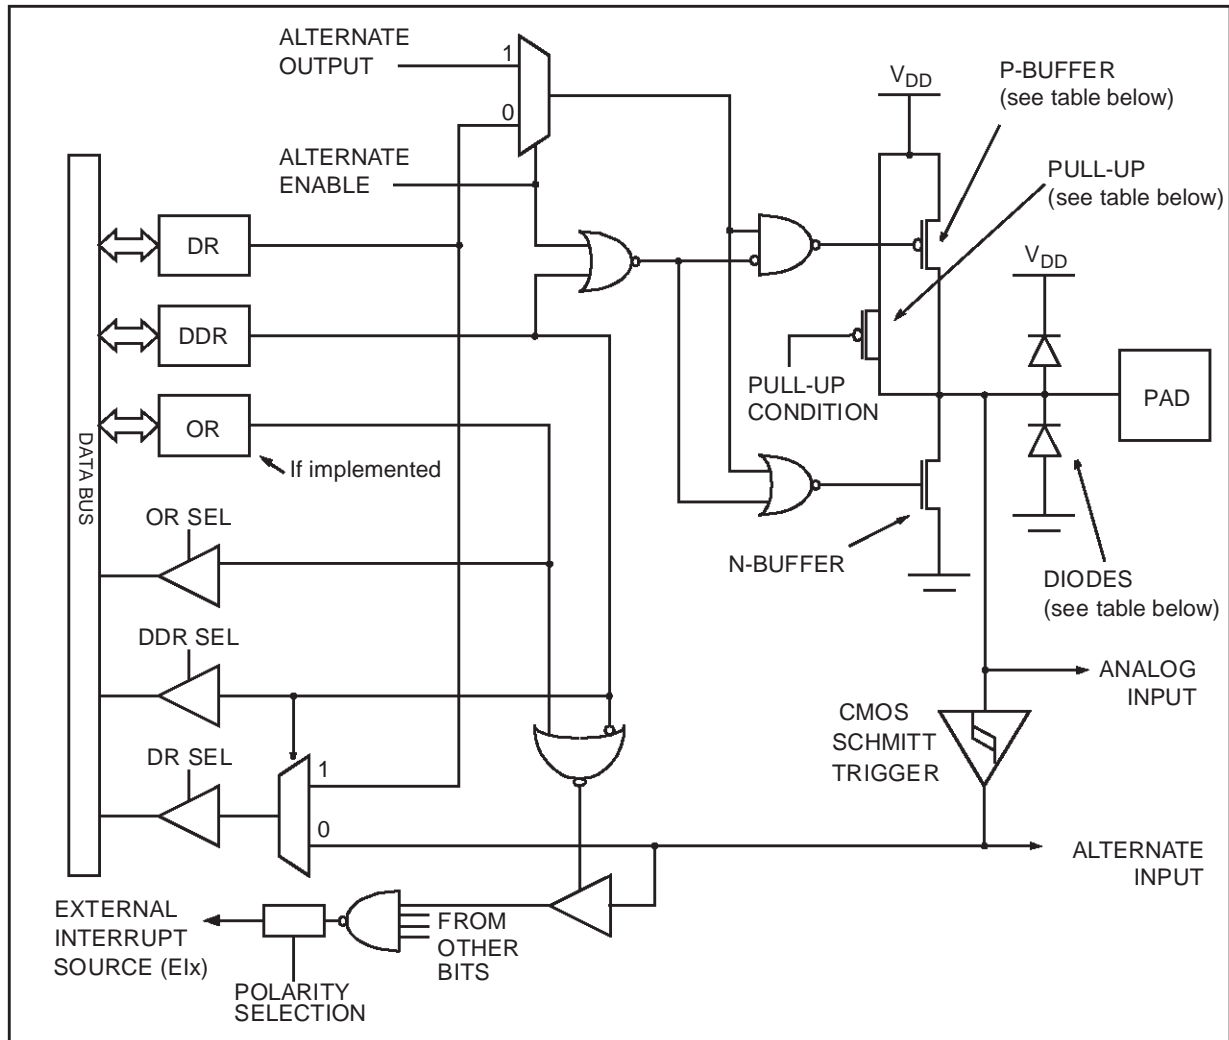 ALTERNATE
OUTPUT
1
0
ALTERNATE
ENABLE
VDD
P-BUFFER
(see table below)
PULL-UP
(see table below)
VDD
DR
DDR
OR
If implemented
DATA BUS
PULL-UP
CONDITION
PAD
N-BUFFER
DIODES
(see table below)
OR SEL
DDR SEL
DR SEL
1
0
ANALOG
INPUT
CMOS
SCHMITT
TRIGGER
ALTERNATE
INPUT
EXTERNAL
INTERRUPT
SOURCE (EIx)
FROM
OTHER
BITS
POLARITY
SELECTION